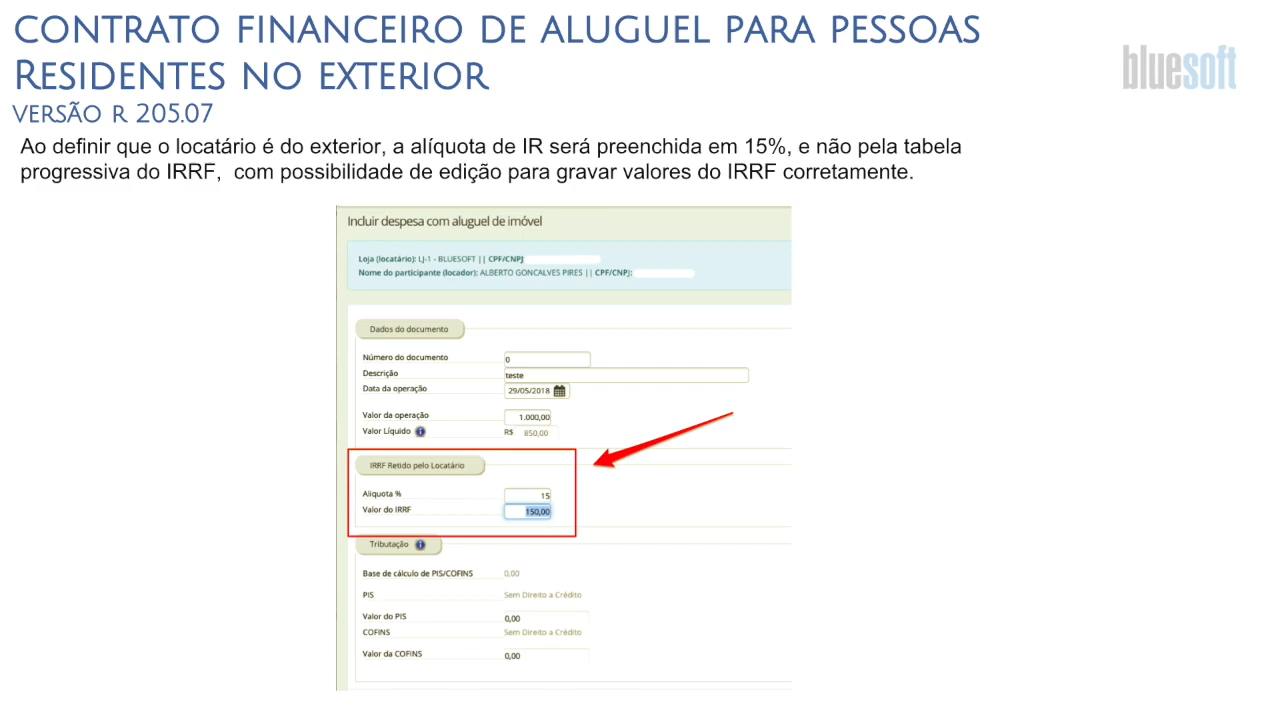 CONTRATO FINANCEIRO DE ALUGUEL PARA PESSOAS
RESIDENTES NO EXTERIOR
VERSÃO R 205.07
bluesoft
Ao definir que o locatário é do exterior, a alíquota de IR será preenchida em 15%, e não pela tabela
progressiva do IRRF, com possibilidade de edição para gravar valores do IRRF corretamente.
Incluir despesa com aluguel de imóvel
Loja (locatário): LJ-1 - BLUESOFT || CPF/CNPJ
Nome do participante (locador): ALBERTO GONCALVES PIRES || CPF/CNPJ:
Dados do documento
Número do documento 0
Descrição teste
Data da operação 29/05/2018
Valor da operação 1.000,00
Valor Líquido i R$ 850,00
IRRF Retido pelo Locatário
Aliquota % 15
Valor do IRRF 150,00
Tributação i
Base de cálculo de PIS/COFINS 0,00
PIS Sem Direito a Crédito
Valor do PIS 0,00
COFINS Sem Direito a Crédito
Valor da COFINS 0,00